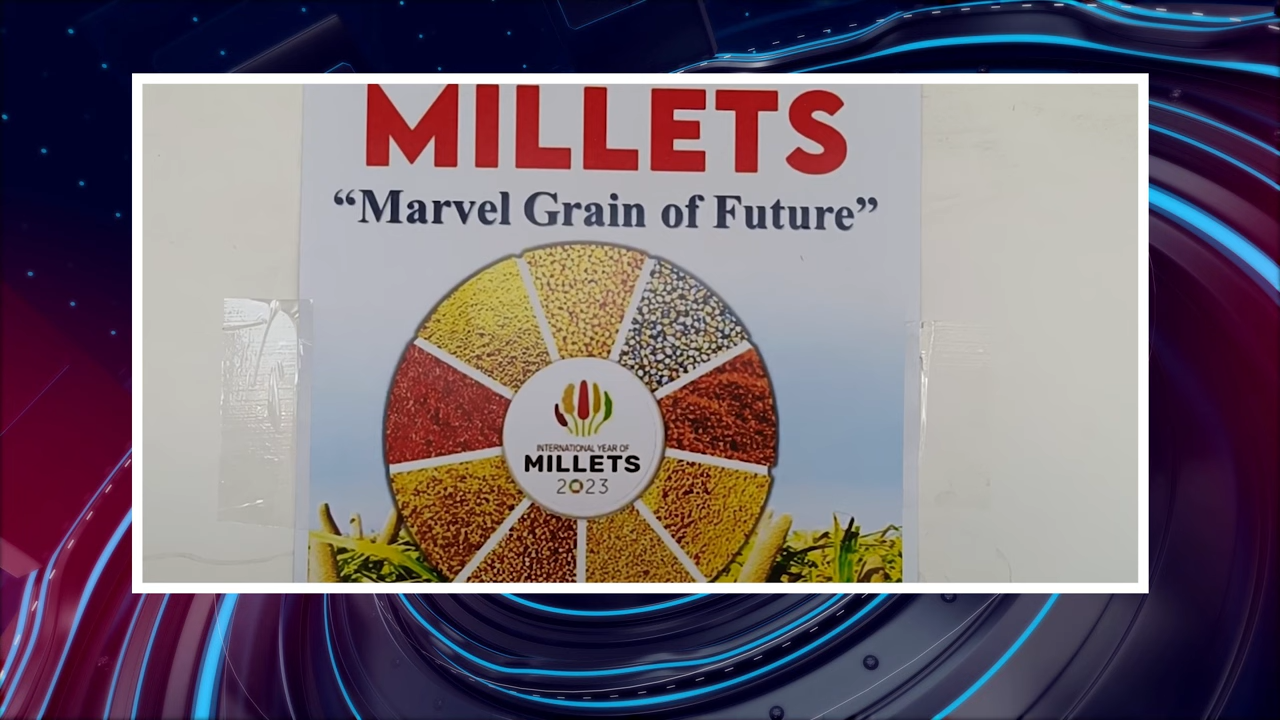 MILLETS
“Marvel Grain of Future”
INTERNATIONAL YEAR OF
MILLETS
2023